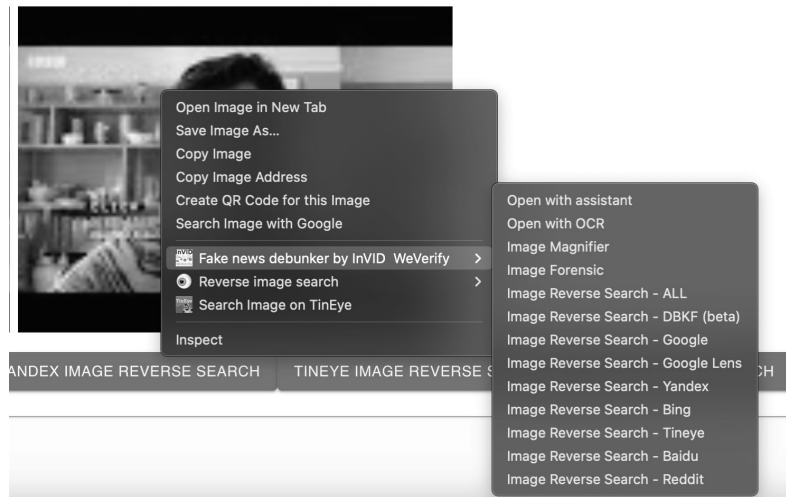 Open Image in New Tab
Save Image As...
Copy Image
Copy Image Address
Create QR Code for this Image
Search Image with Google
Fake news debunker by InVID WeVerify
Reverse image search
Search Image on TinEye
Inspect
Open with assistant
Open with OCR
Image Magnifier
Image Forensic
Image Reverse Search - ALL
Image Reverse Search - DBKF (beta)
Image Reverse Search - Google
Image Reverse Search - Google Lens
Image Reverse Search - Yandex
Image Reverse Search - Bing
Image Reverse Search - Tineye
Image Reverse Search - Baidu
Image Reverse Search - Reddit
ANDEX IMAGE REVERSE SEARCH TINEYE IMAGE REVERSE S CH